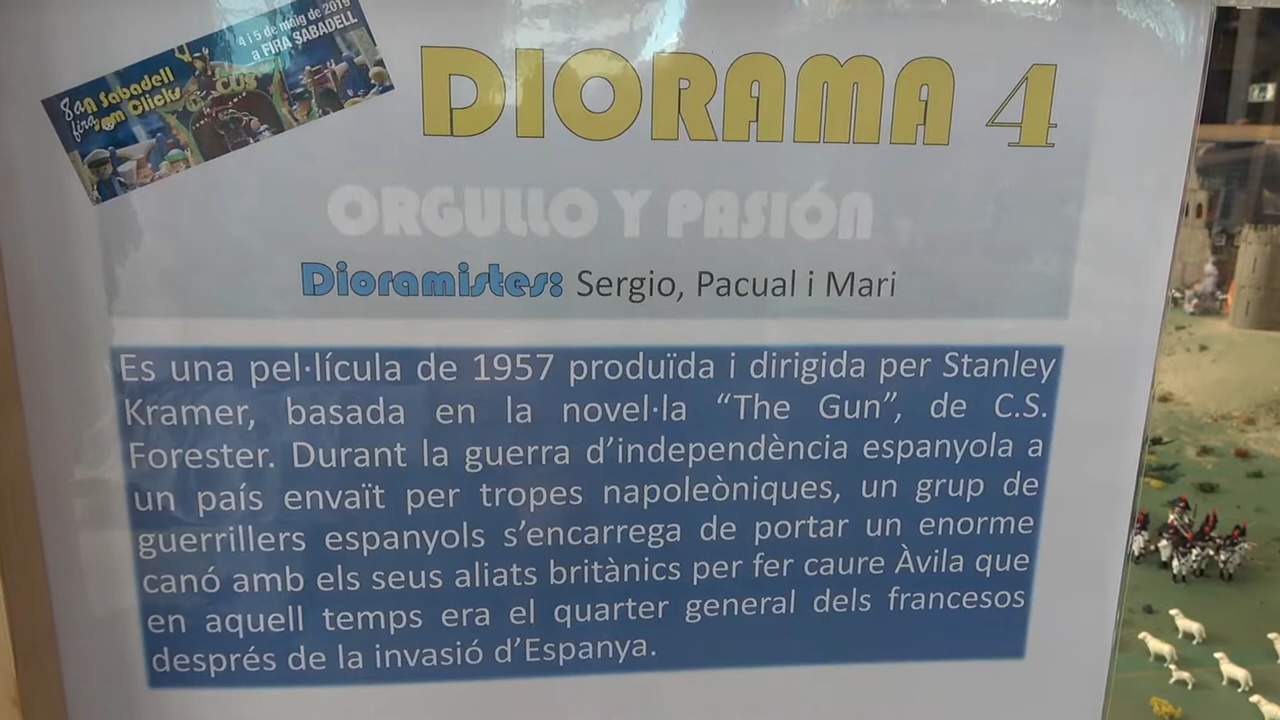 4 i 5 de maig de 2019
a FIRA SABADELL
8a
fira
Sabadell
Clicks
DIORAMA 4
ORGULLO Y PASIÓN
Dioramistes: Sergio, Pacual i Mari
Es una pel·lícula de 1957 produïda i dirigida per Stanley
Kramer, basada en la novel·la “The Gun”, de C.S.
Forester. Durant la guerra d’independència espanyola a
un país envaït per tropes napoleòniques, un grup de
guerrillers espanyols s’encarrega de portar un enorme
canó amb els seus aliats britànics per fer caure Àvila que
en aquell temps era el quarter general dels francesos
després de la invasió d’Espanya.